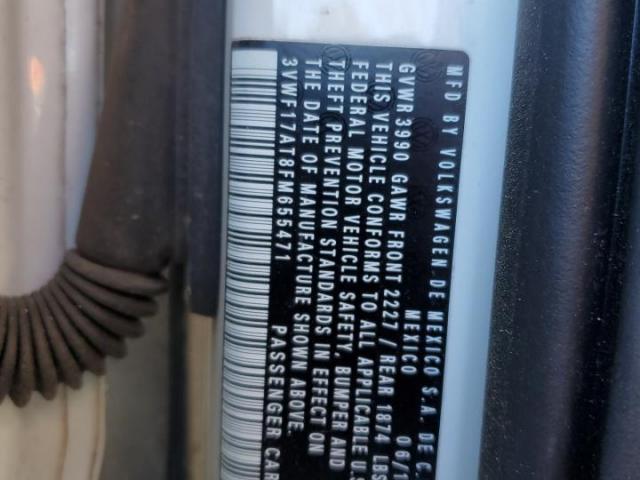 MFD BY VOLKSWAGEN DE MEXICO S.A. DE C.
MEXICO 06/1
GVWR 3990 GAWR FRONT 2227 / REAR 1874 LBS
THIS VEHICLE CONFORMS TO ALL APPLICABLE U.S
FEDERAL MOTOR VEHICLE SAFETY, BUMPER AND
THEFT PREVENTION STANDARDS IN EFFECT ON
THE DATE OF MANUFACTURE SHOWN ABOVE.
3VWF17AT8FM655471 PASSENGER CAR